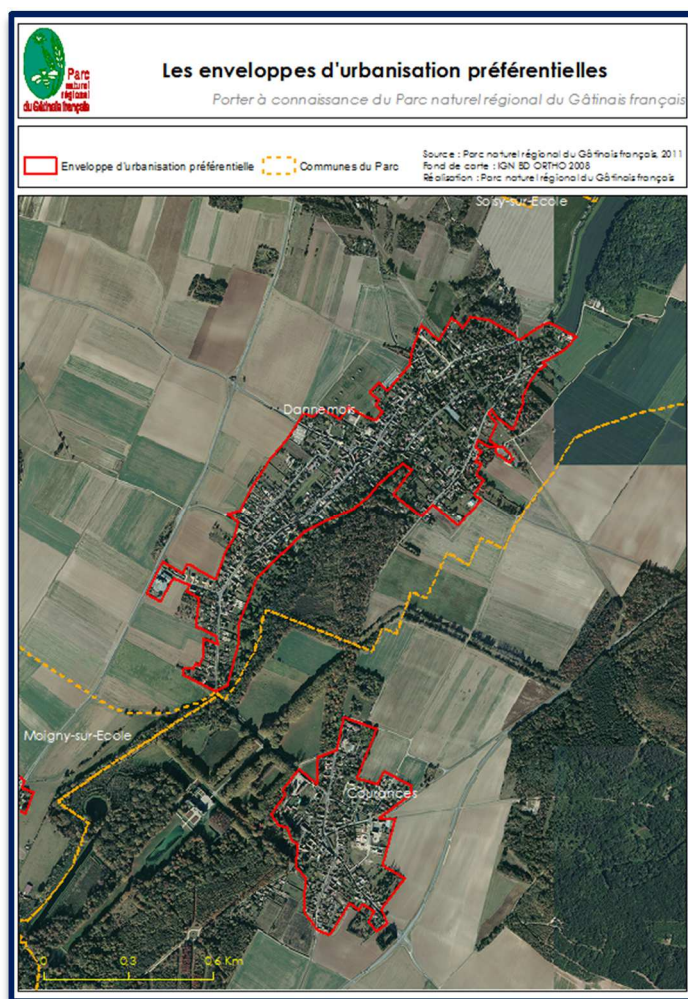 Parc
naturel
régional
du Gâtinais français
Les enveloppes d'urbanisation préférentielles
Porter à connaissance du Parc naturel régional du Gâtinais français
Enveloppe d'urbanisation préférentielle
Communes du Parc
Source : Parc naturel régional du Gâtinais français, 2011
Fond de carte : IGN BD ORTHO 2008
Réalisation : Parc naturel régional du Gâtinais français
Soisy-sur-Ecole
Dannemois
Moigny-sur-Ecole
Courances
0 0.3 0.6 Km